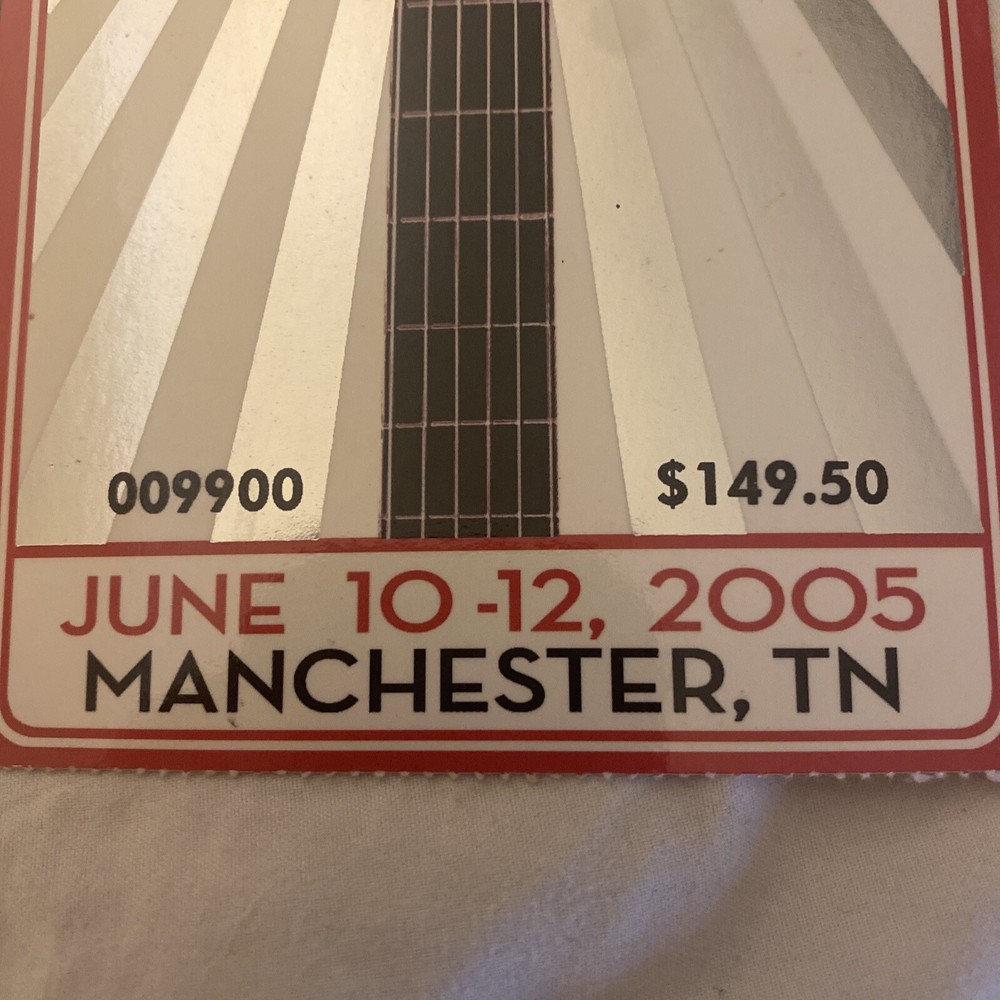 009900 $149.50
JUNE 10-12, 2005
MANCHESTER, TN